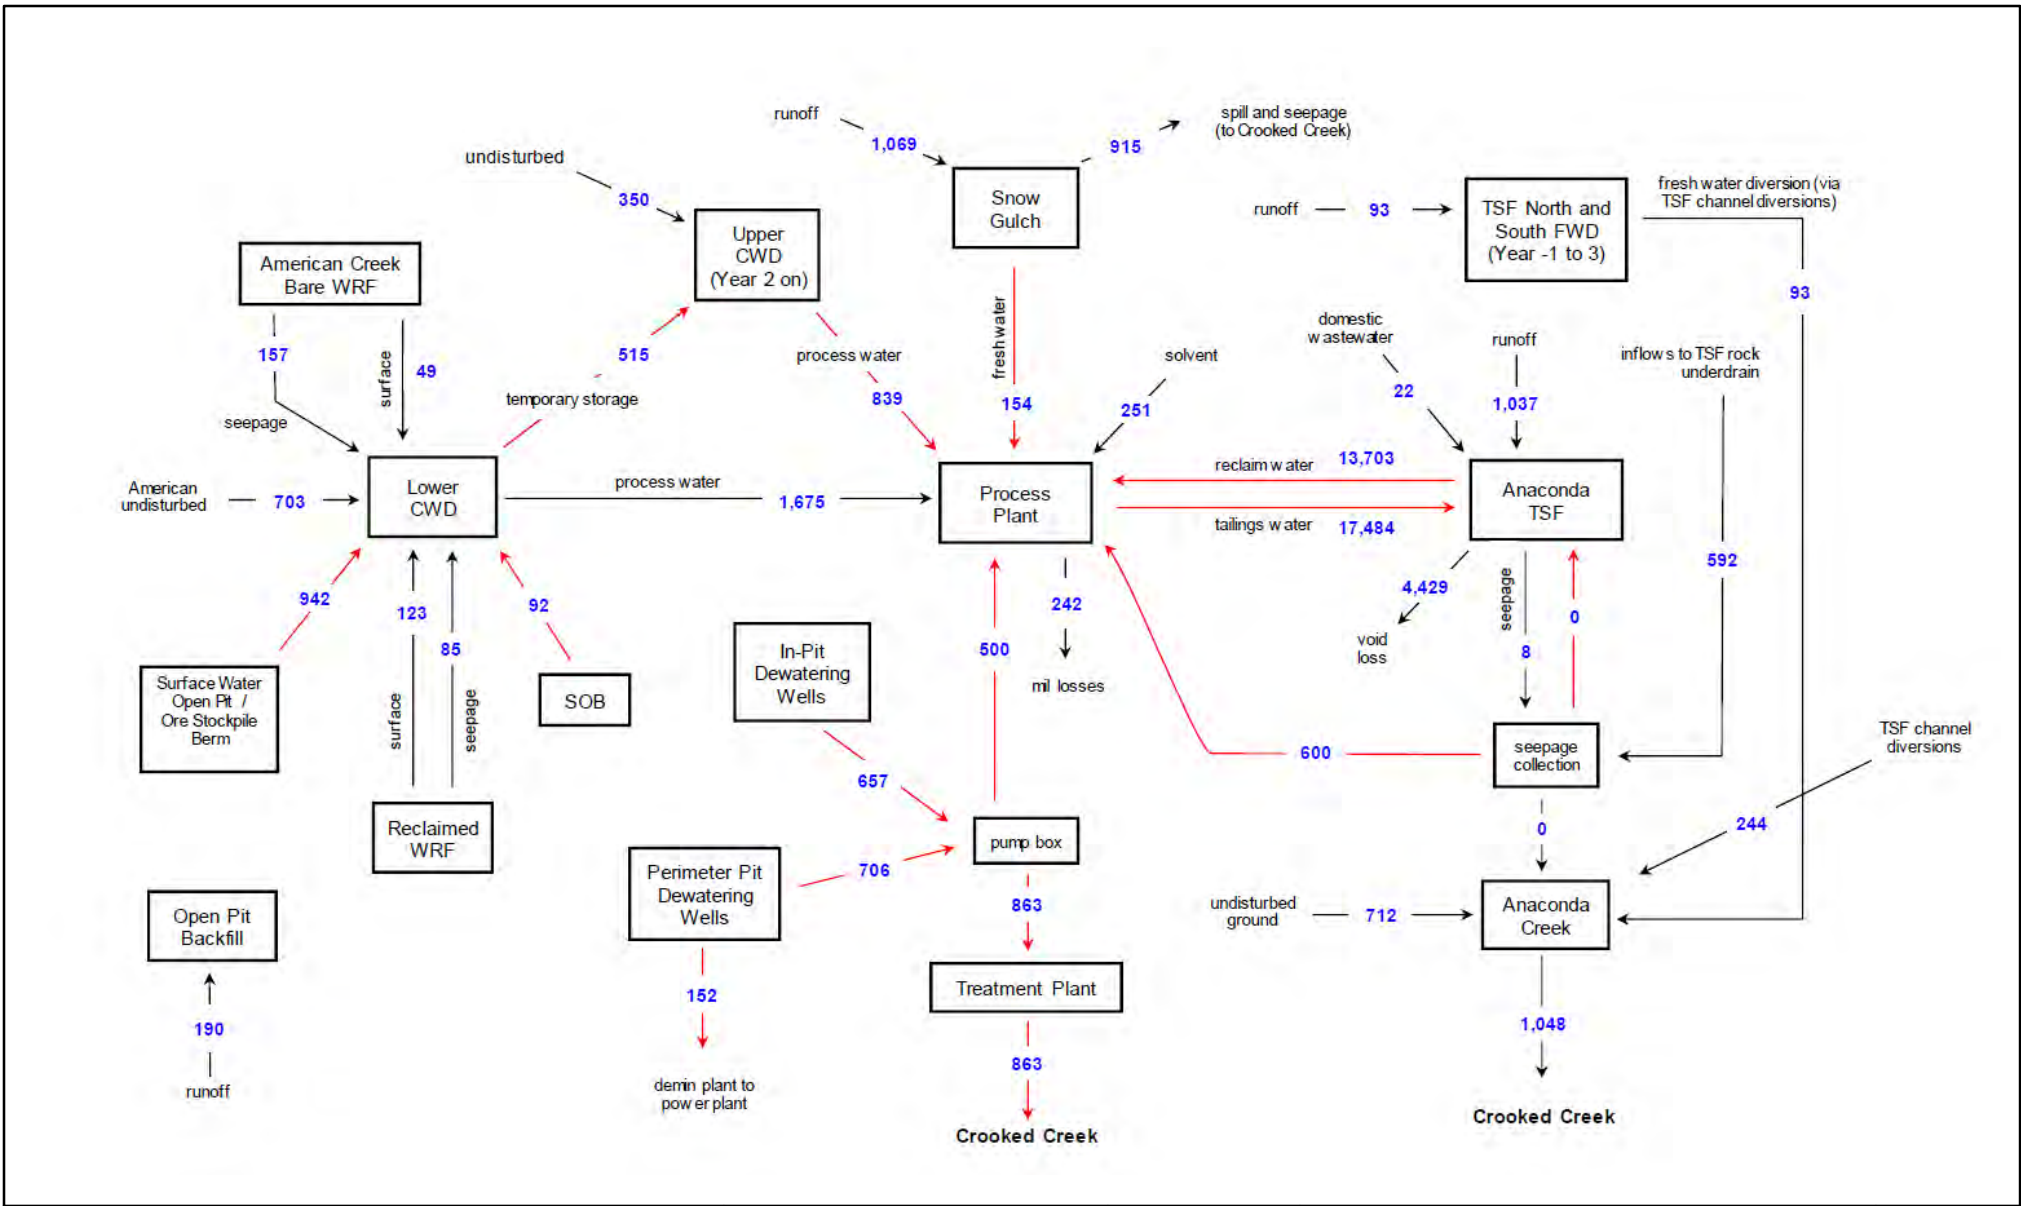 runoff
1,069
915
spill and seepage
(to Crooked Creek)
undisturbed
350
Snow
Gulch
runoff
93
TSF North and
South FWD
(Year -1 to 3)
fresh water diversion (via
TSF channel diversions)
93
American Creek
Bare WRF
Upper
CWD
(Year 2 on)
157
surface
49
seepage
515
temporary storage
process water
839
fresh water
154
solvent
251
domestic
wastewater
22
runoff
1,037
inflows to TSF rock
underdrain
592
American
undisturbed
703
Lower
CWD
process water
1,675
Process
Plant
reclaim water
13,703
tailings water
17,484
Anaconda
TSF
942
123
85
92
surface
seepage
500
242
mil losses
4,429
void
loss
seepage
8
0
Surface Water
Open Pit /
Ore Stockpile
Berm
SOB
In-Pit
Dewatering
Wells
657
600
seepage
collection
TSF channel
diversions
244
0
Reclaimed
WRF
Perimeter Pit
Dewatering
Wells
706
pump box
863
Open Pit
Backfill
190
runoff
152
demin plant to
power plant
Treatment Plant
863
Crooked Creek
undisturbed
ground
712
Anaconda
Creek
1,048
Crooked Creek